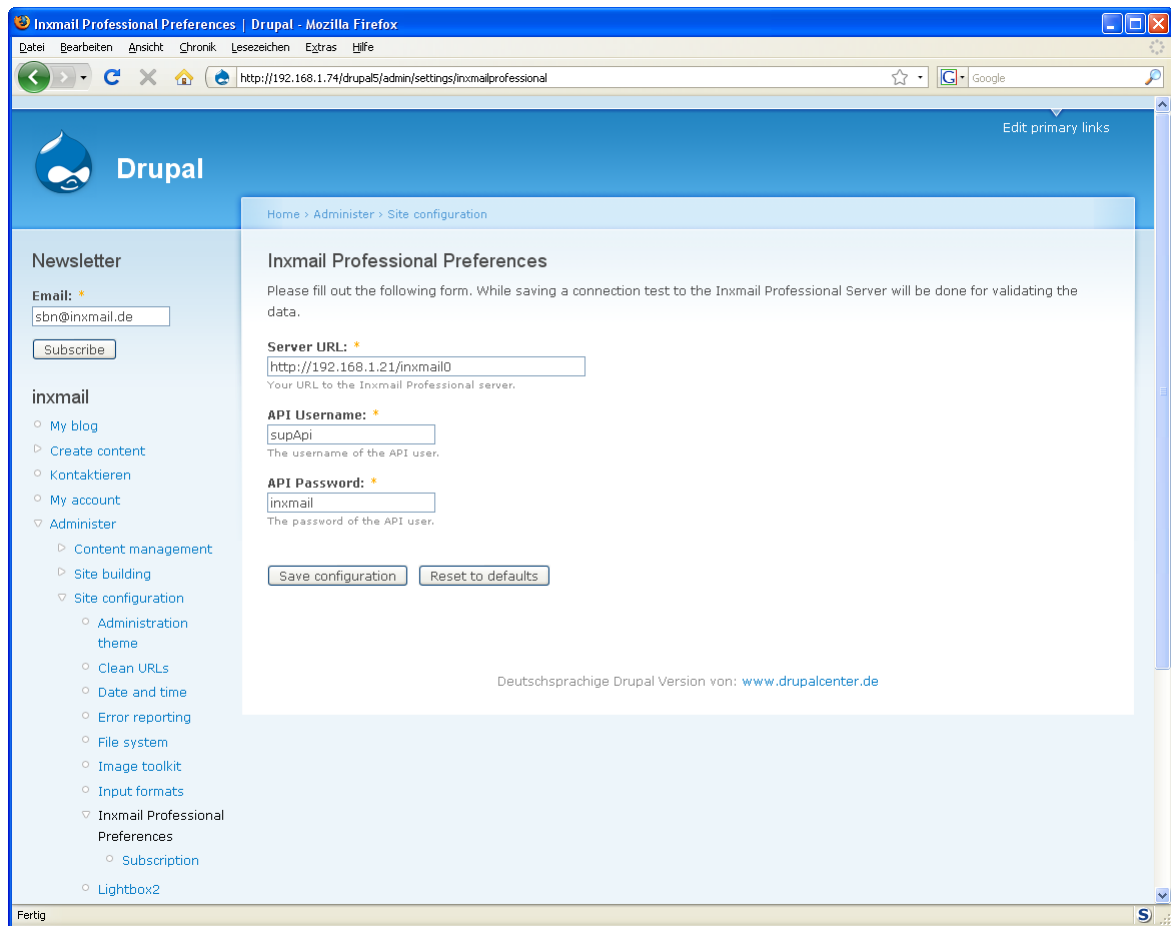 Inxmail Professional Preferences | Drupal - Mozilla Firefox
Datei Bearbeiten Ansicht Chronik Lesezeichen Extras Hilfe
http://192.168.1.74/drupal5/admin/settings/inxmailprofessional
G Google
Edit primary links
Drupal
Home › Administer › Site configuration
Newsletter
Email: *
sbn@inxmail.de
Subscribe
inxmail
My blog
Create content
Kontaktieren
My account
Administer
Content management
Site building
Site configuration
Administration
theme
Clean URLs
Date and time
Error reporting
File system
Image toolkit
Input formats
Inxmail Professional
Preferences
Subscription
Lightbox2
Inxmail Professional Preferences
Please fill out the following form. While saving a connection test to the Inxmail Professional Server will be done for validating the
data.
Server URL: *
http://192.168.1.21/inxmail0
Your URL to the Inxmail Professional server.
API Username: *
supApi
The username of the API user.
API Password: *
inxmail
The password of the API user.
Save configuration Reset to defaults
Deutschsprachige Drupal Version von: www.drupalcenter.de
Fertig
S